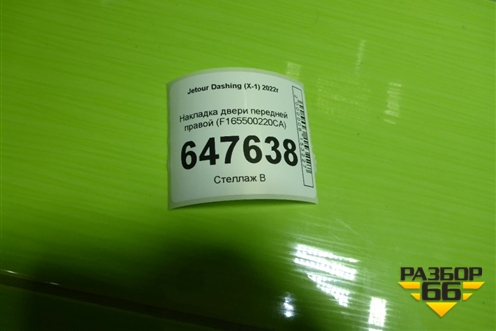 Jetour Dashing (X-1) 2022г
Накладка двери передней
правой (F165500220CA)
647638
Стеллаж В
РАЗБОР
66